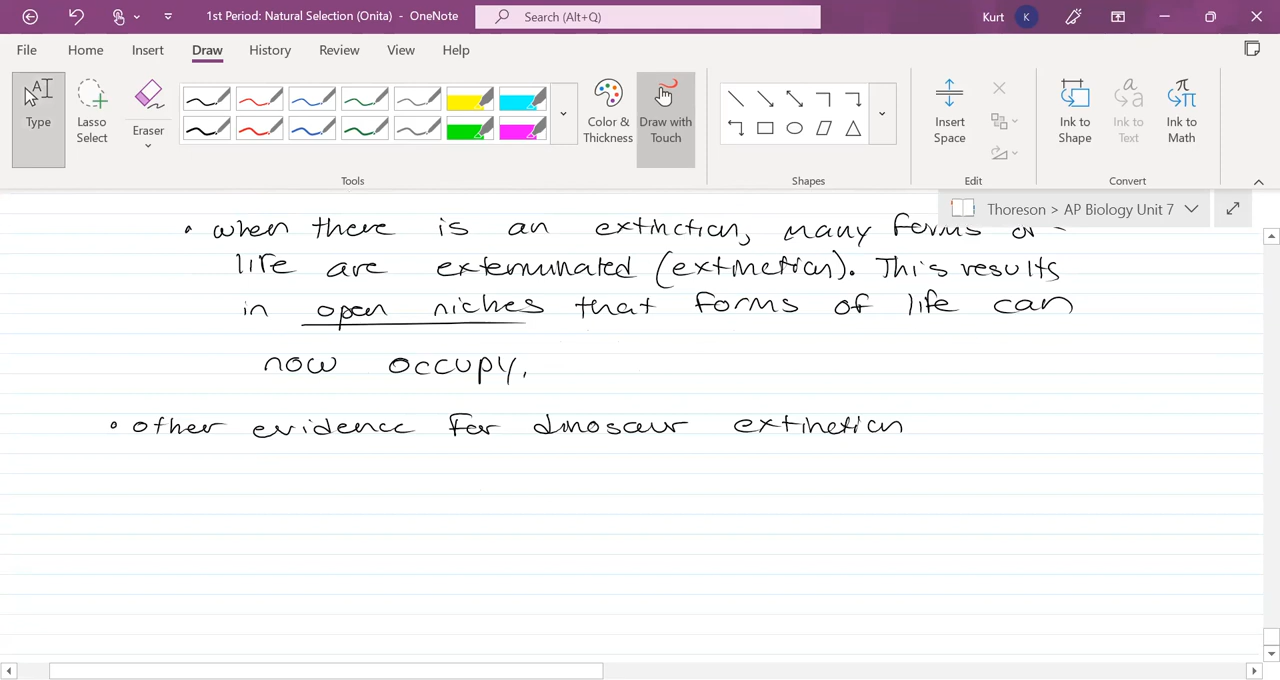 1st Period: Natural Selection (Onita) - OneNote
Search (Alt+Q)
Kurt
K
File Home Insert Draw History Review View Help
Type
Lasso Select
Eraser
Color & Thickness
Draw with Touch
Insert Space
Ink to Shape
Ink to Text
Ink to Math
Tools
Shapes
Edit
Convert
Thoreson > AP Biology Unit 7
• when there is an extinction, many forms of
life are exterminated (extinction). This results
in open niches that forms of life can
now occupy.
• other evidence for dinosaur extinction